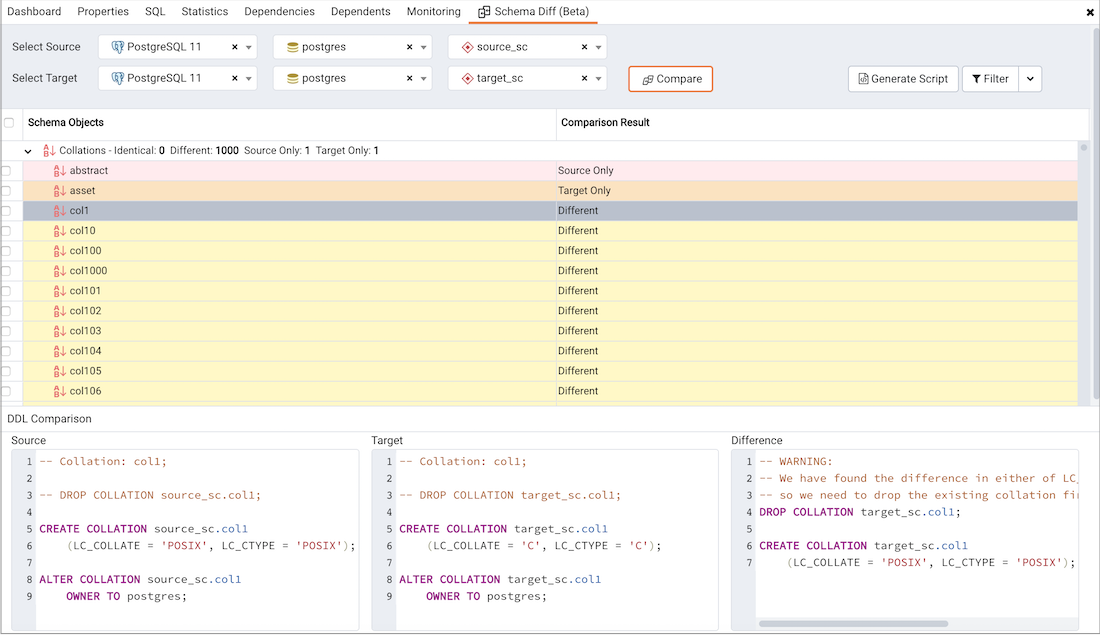 Dashboard Properties SQL Statistics Dependencies Dependents Monitoring Schema Diff (Beta)
Select Source PostgreSQL 11 postgres source_sc
Select Target PostgreSQL 11 postgres target_sc Compare Generate Script Filter
Schema Objects Comparison Result
Collations - Identical: 0 Different: 1000 Source Only: 1 Target Only: 1
abstract Source Only
asset Target Only
col1 Different
col10 Different
col100 Different
col1000 Different
col101 Different
col102 Different
col103 Different
col104 Different
col105 Different
col106 Different
DDL Comparison
Source
1 -- Collation: col1;
2
3 -- DROP COLLATION source_sc.col1;
4
5 CREATE COLLATION source_sc.col1
6 (LC_COLLATE = 'POSIX', LC_CTYPE = 'POSIX');
7
8 ALTER COLLATION source_sc.col1
9 OWNER TO postgres;
Target
1 -- Collation: col1;
2
3 -- DROP COLLATION target_sc.col1;
4
5 CREATE COLLATION target_sc.col1
6 (LC_COLLATE = 'C', LC_CTYPE = 'C');
7
8 ALTER COLLATION target_sc.col1
9 OWNER TO postgres;
Difference
1 -- WARNING:
2 -- We have found the difference in either of LC_
3 -- so we need to drop the existing collation fi
4 DROP COLLATION target_sc.col1;
5
6 CREATE COLLATION target_sc.col1
7 (LC_COLLATE = 'POSIX', LC_CTYPE = 'POSIX');